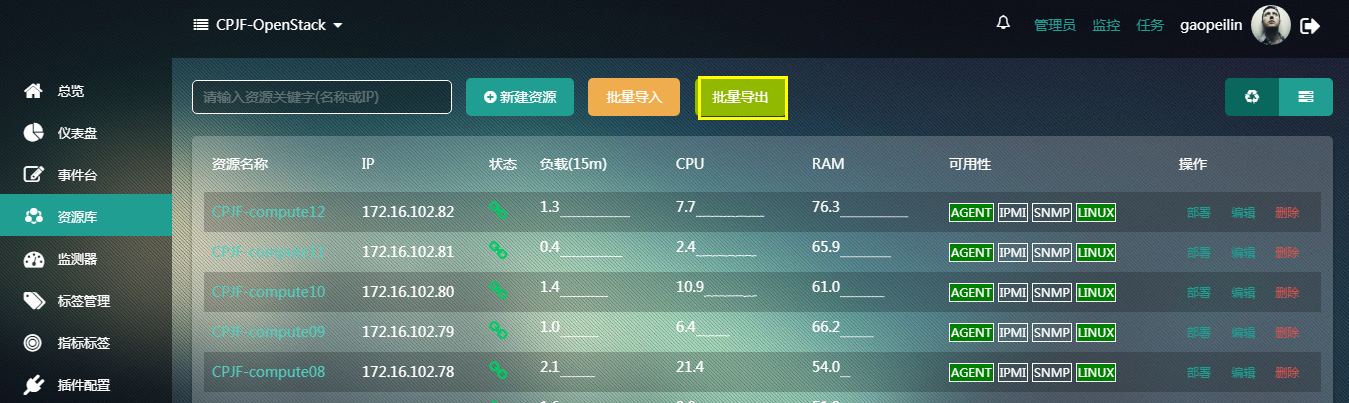 CPJF-OpenStack 管理员 监控 任务 gaopeilin
总览
仪表盘
事件台
资源库
监测器
标签管理
指标标签
插件配置
请输入资源关键字(名称或IP) 新建资源 批量导入 批量导出
资源名称 IP 状态 负载(15m) CPU RAM 可用性 操作
CPJF-compute12 172.16.102.82 1.3 7.7 76.3 AGENT IPMI SNMP LINUX 部署 编辑 删除
CPJF-compute11 172.16.102.81 0.4 2.4 65.9 AGENT IPMI SNMP LINUX 部署 编辑 删除
CPJF-compute10 172.16.102.80 1.4 10.9 61.0 AGENT IPMI SNMP LINUX 部署 编辑 删除
CPJF-compute09 172.16.102.79 1.0 6.4 66.2 AGENT IPMI SNMP LINUX 部署 编辑 删除
CPJF-compute08 172.16.102.78 2.1 21.4 54.0 AGENT IPMI SNMP LINUX 部署 编辑 删除